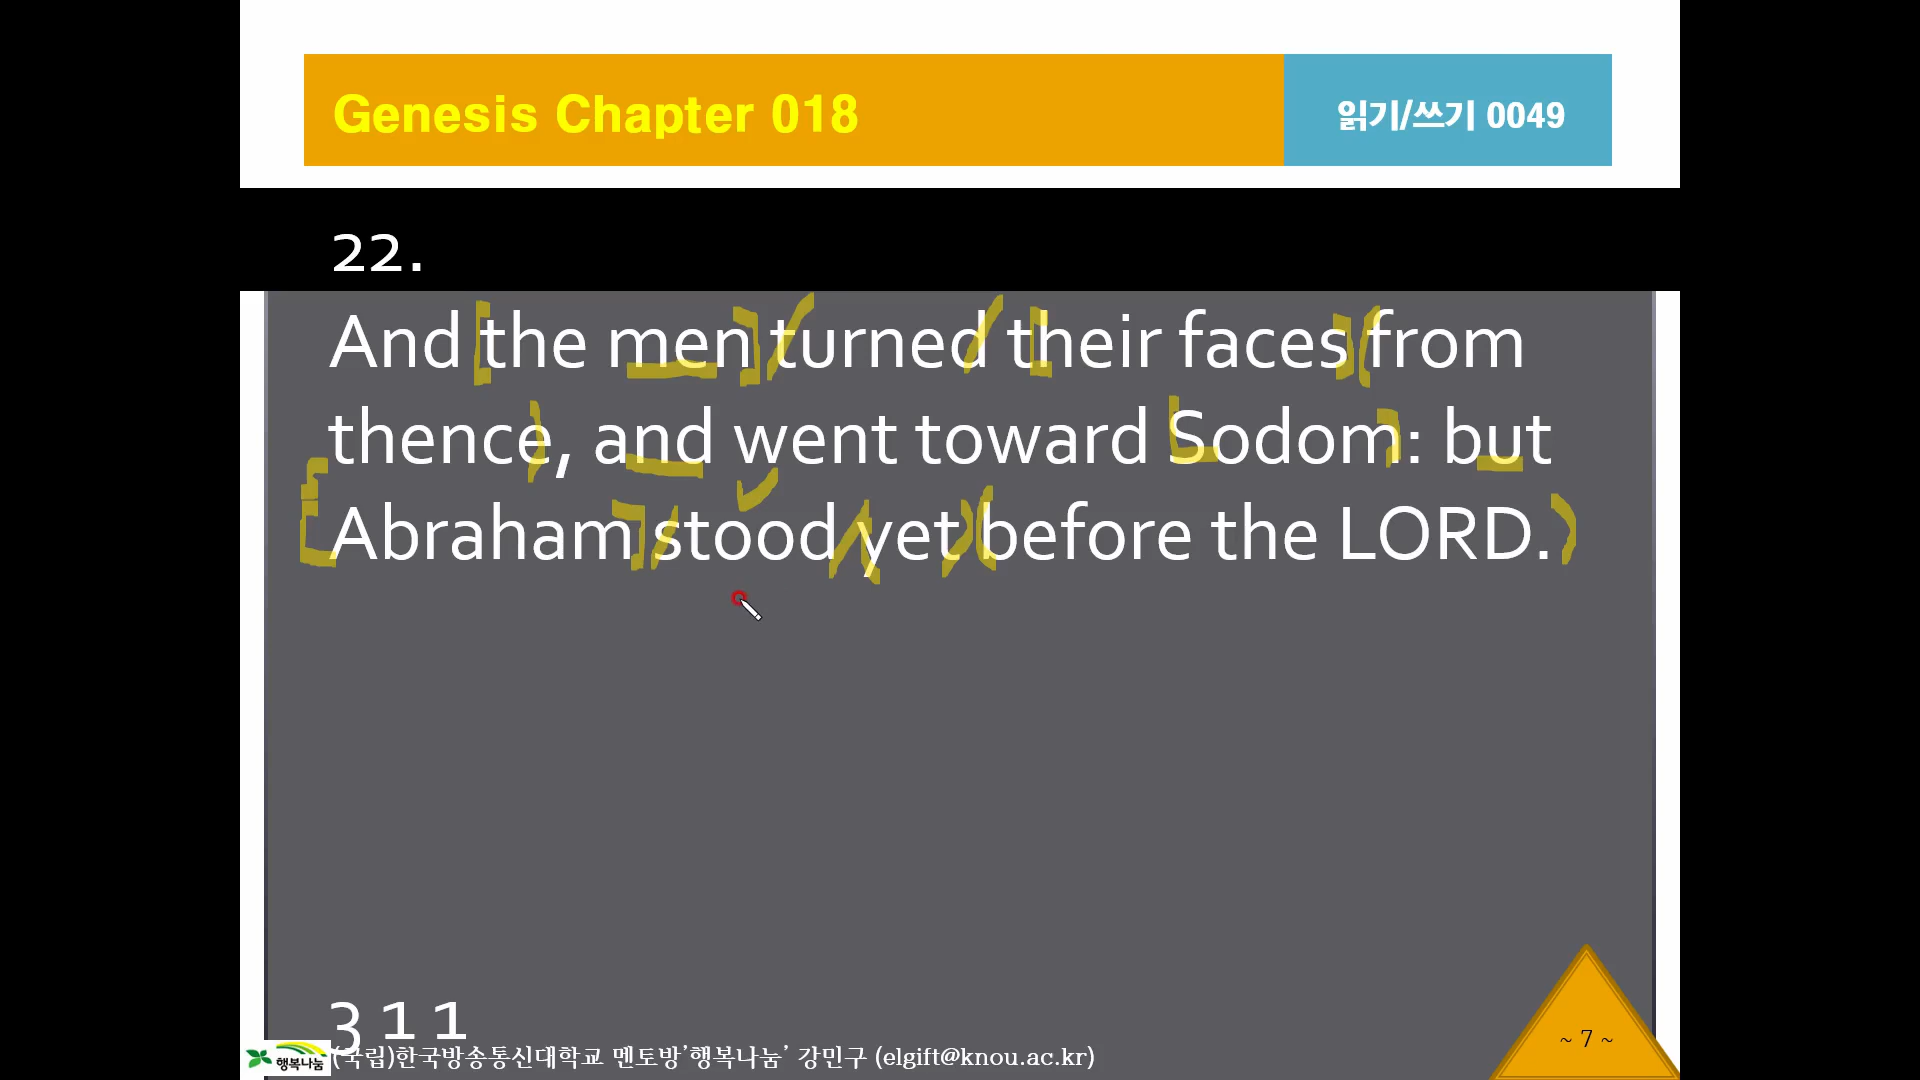 Genesis Chapter 018
읽기/쓰기 0049
22.
And the men turned their faces from
thence, and went toward Sodom: but
Abraham stood yet before the LORD.
311
행복나눔
(국립)한국방송통신대학교 멘토방'행복나눔' 강민구 (elgift@knou.ac.kr)
~ 7 ~